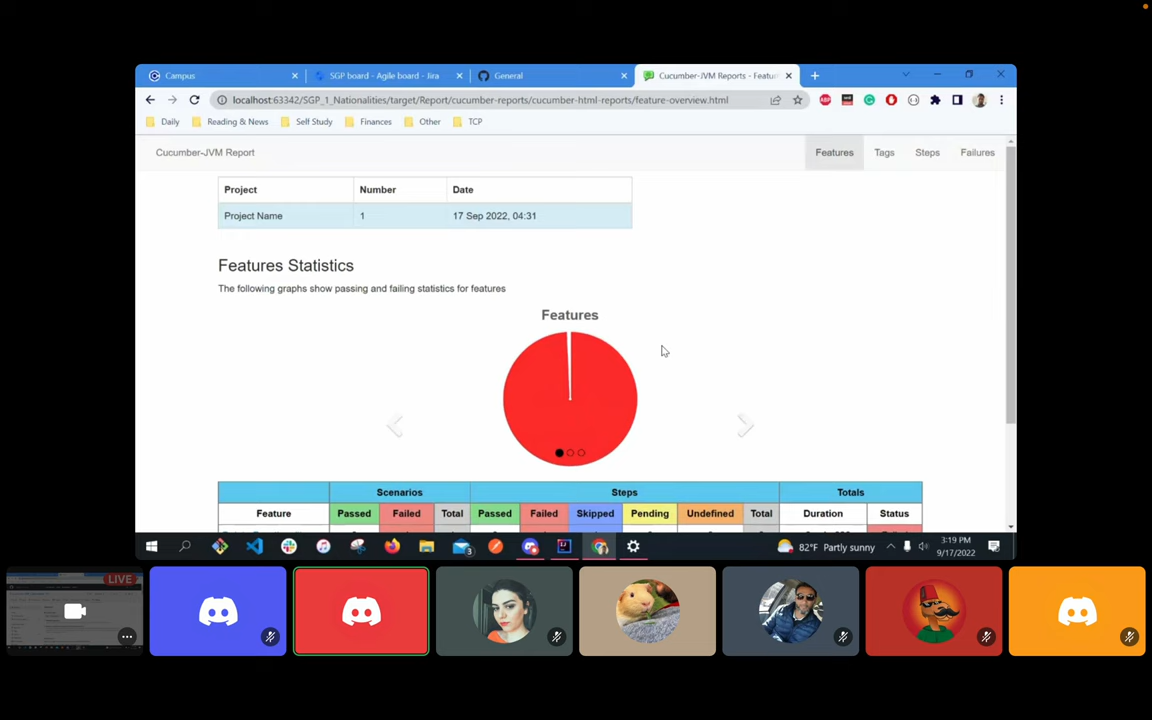 Campus
SGP board - Agile board - Jira
General
Cucumber-JVM Reports - Featu
localhost:63342/SGP_1_Nationalities/target/Report/cucumber-reports/cucumber-html-reports/feature-overview.html
Daily
Reading & News
Self Study
Finances
Other
TCP
Cucumber-JVM Report
Features
Tags
Steps
Failures
Project Number Date
Project Name 1 17 Sep 2022, 04:31
Features Statistics
The following graphs show passing and failing statistics for features
Features
Scenarios Steps Totals
Feature Passed Failed Total Passed Failed Skipped Pending Undefined Total Duration Status
82°F Partly sunny
3:19 PM
9/17/2022
LIVE